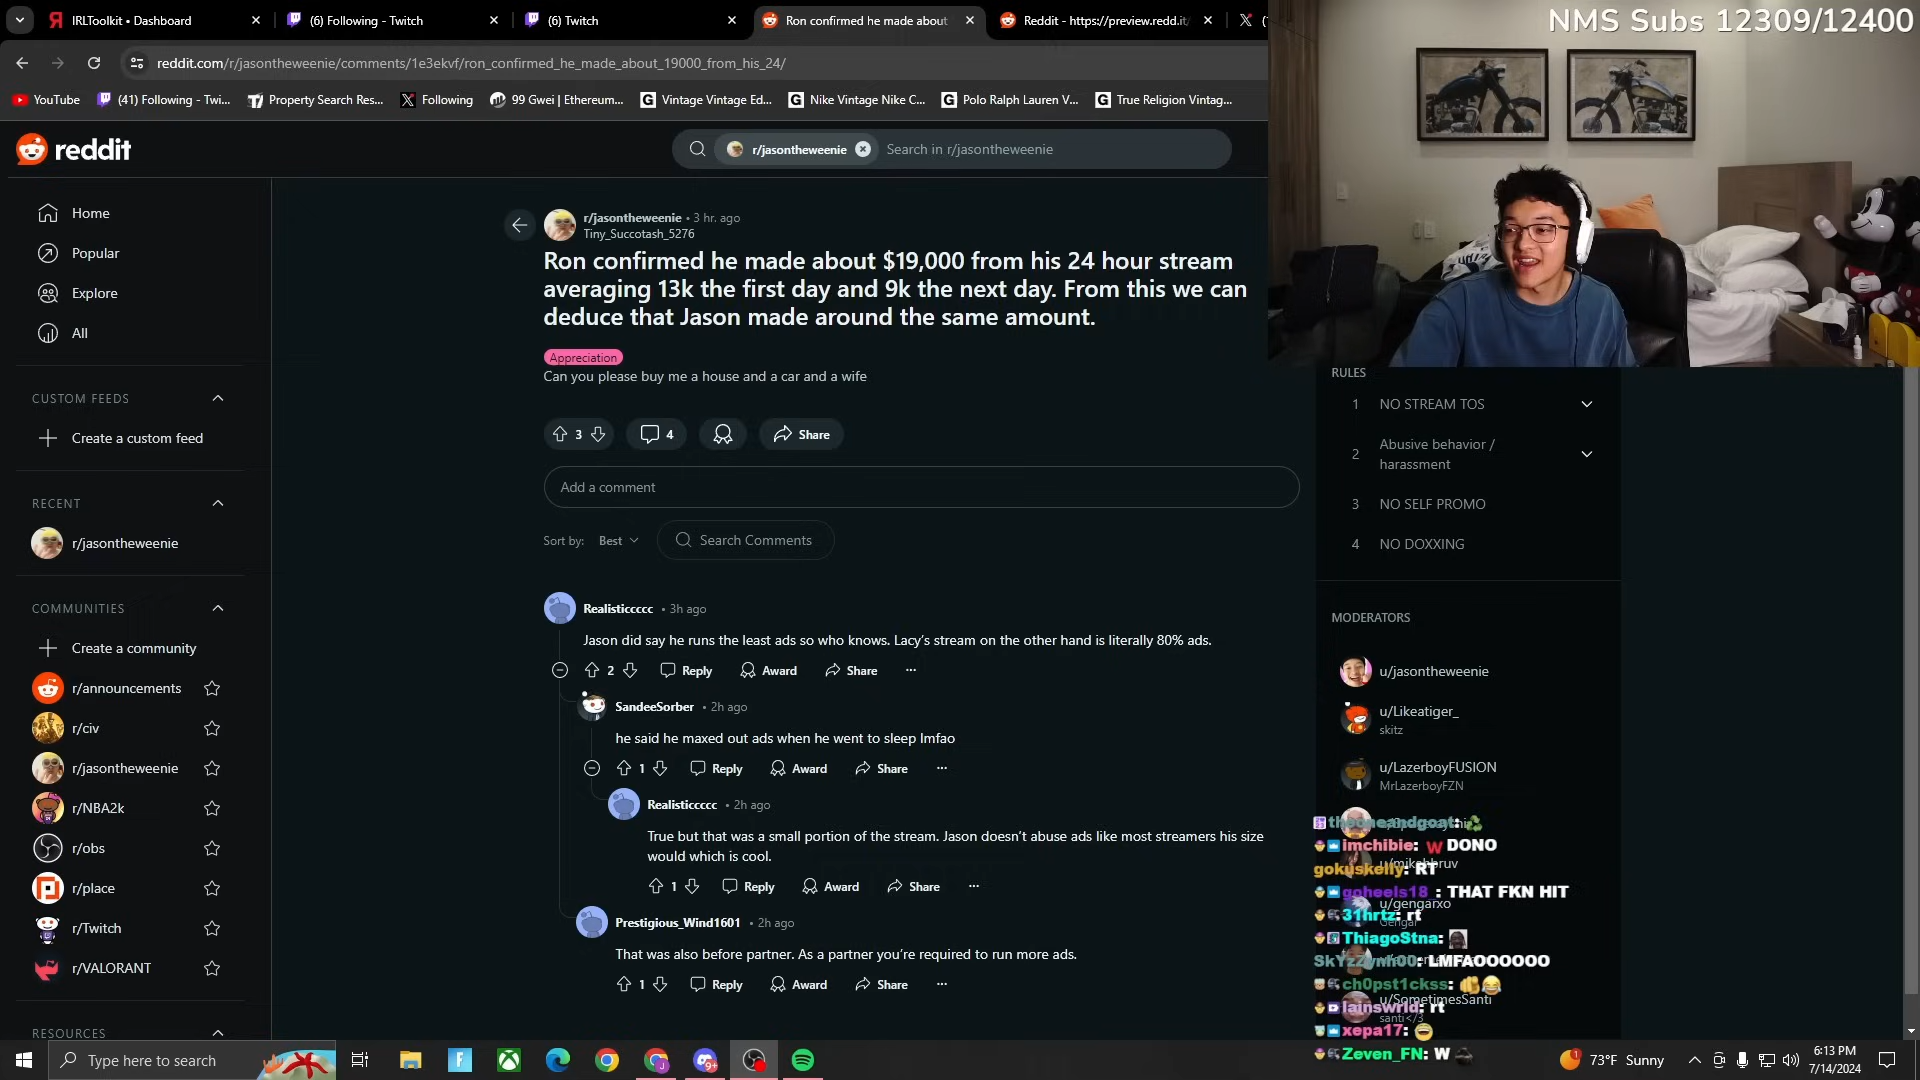 IRLToolkit • Dashboard
(6) Following - Twitch
(6) Twitch
Ron confirmed he made about
Reddit - https://preview.redd.it/
NMS Subs 12309/12400
reddit.com/r/jasontheweenie/comments/1e3ekvf/ron_confirmed_he_made_about_19000_from_his_24/
YouTube
(41) Following - Twi...
Property Search Res...
Following
99 Gwei | Ethereum...
Vintage Vintage Ed...
Nike Vintage Nike C...
Polo Ralph Lauren V...
True Religion Vintag...
reddit
r/jasontheweenie
Search in r/jasontheweenie
Home
Popular
Explore
All
CUSTOM FEEDS
Create a custom feed
RECENT
r/jasontheweenie
COMMUNITIES
Create a community
r/announcements
r/civ
r/jasontheweenie
r/NBA2k
r/obs
r/place
r/Twitch
r/VALORANT
RESOURCES
r/jasontheweenie • 3 hr. ago
Tiny_Succotash_5276
Ron confirmed he made about $19,000 from his 24 hour stream
averaging 13k the first day and 9k the next day. From this we can
deduce that Jason made around the same amount.
Appreciation
Can you please buy me a house and a car and a wife
3
4
Share
Add a comment
Sort by: Best
Search Comments
Realisticcccc • 3h ago
Jason did say he runs the least ads so who knows. Lacy's stream on the other hand is literally 80% ads.
2 Reply Award Share
SandeeSorber • 2h ago
he said he maxed out ads when he went to sleep lmfao
1 Reply Award Share
Realisticcccc • 2h ago
True but that was a small portion of the stream. Jason doesn't abuse ads like most streamers his size
would which is cool.
1 Reply Award Share
Prestigious_Wind1601 • 2h ago
That was also before partner. As a partner you're required to run more ads.
1 Reply Award Share
RULES
1 NO STREAM TOS
2 Abusive behavior /
harassment
3 NO SELF PROMO
4 NO DOXXING
MODERATORS
u/jasontheweenie
u/Likeatiger_
skitz
u/LazerboyFUSION
MrLazerboyFZN
theoneandgoat:
imchibie: W DONO
u/mikehhruv
gokuskelly: RT
goheels18 : THAT FKN HIT
u/gengarxo
31hrtz: rt
Gengar
ThiagoStna:
SkYzZynh00: LMFAOOOOOO
ch0pst1ckss:
u/SometimesSanti
lainswrld: rt
santi</3
xepa17:
Zeven_FN: W
Type here to search
9+
1
73°F Sunny
6:13 PM
7/14/2024